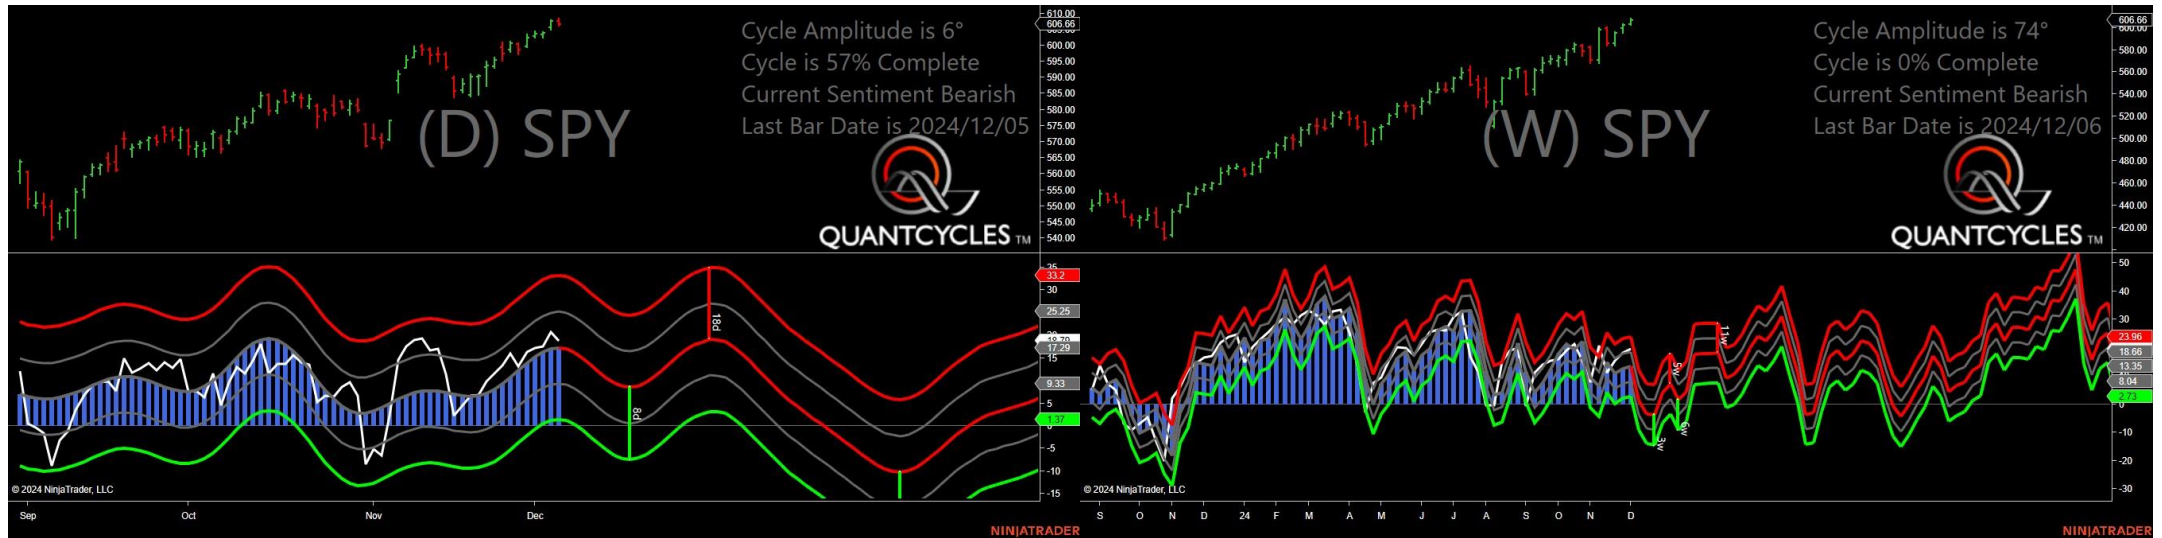 Cycle Amplitude is 6°
Cycle is 57% Complete
Current Sentiment Bearish
Last Bar Date is 2024/12/05
(D) SPY
QUANTCYCLES TM
610.00
606.66
600.00
595.00
590.00
585.00
580.00
575.00
570.00
565.00
560.00
555.00
550.00
545.00
540.00
33.2
30
25.25
17.29
15
9.33
5
1.37
-5
-10
-15
18d
8d
© 2024 NinjaTrader, LLC
Sep Oct Nov Dec
NINJATRADER
Cycle Amplitude is 74°
Cycle is 0% Complete
Current Sentiment Bearish
Last Bar Date is 2024/12/06
(W) SPY
QUANTCYCLES TM
606.66
600.00
580.00
560.00
540.00
520.00
500.00
480.00
460.00
440.00
420.00
50
40
30
23.96
18.66
13.35
8.04
2.73
0
-10
-20
-30
11w
5w
3w
6w
© 2024 NinjaTrader, LLC
S O N D 24 F M A M J J A S O N D
NINJATRADER